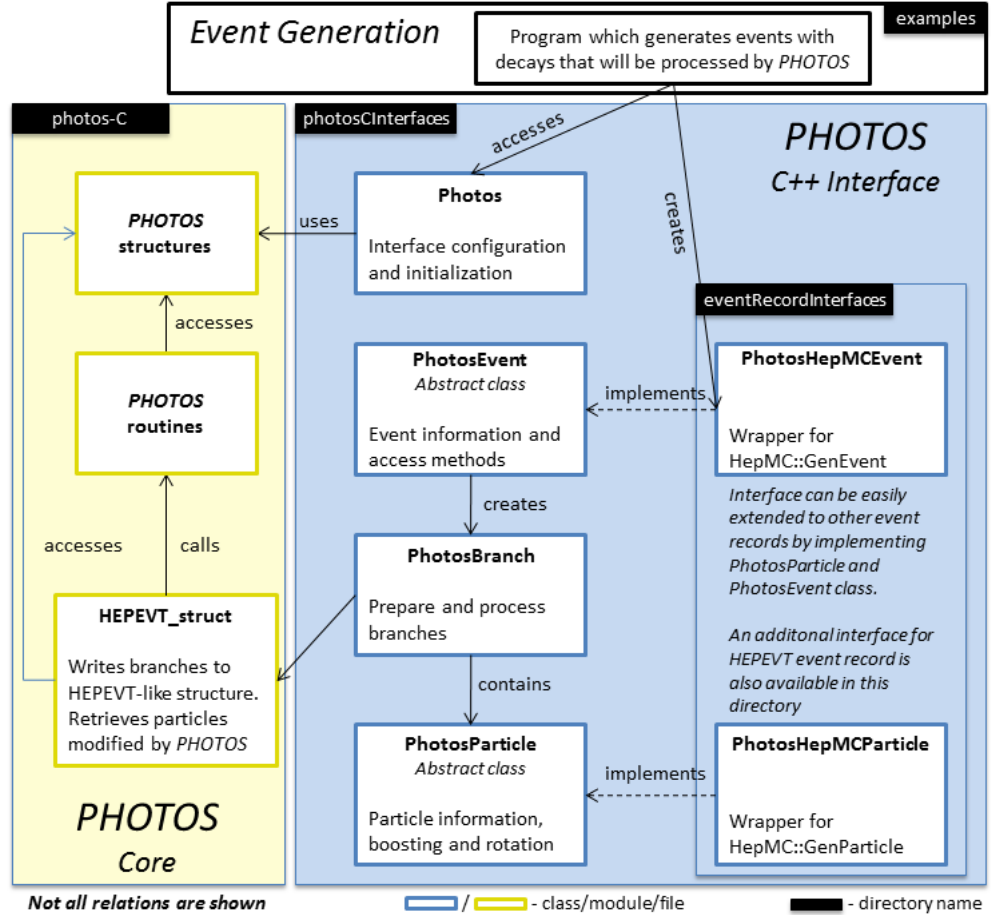 Event Generation
examples
Program which generates events with
decays that will be processed by PHOTOS
photos-C
photosCInterfaces
PHOTOS
C++ Interface
accesses
creates
PHOTOS
structures
uses
Photos
Interface configuration
and initialization
accesses
eventRecordInterfaces
PHOTOS
routines
PhotosEvent
Abstract class
Event information and
access methods
implements
PhotosHepMCEvent
Wrapper for
HepMC::GenEvent
Interface can be easily
extended to other event
records by implementing
PhotosParticle and
PhotosEvent class.
An additonal interface for
HEPEVT event record is
also available in this
directory
creates
accesses
calls
PhotosBranch
Prepare and process
branches
HEPEVT_struct
Writes branches to
HEPEVT-like structure.
Retrieves particles
modified by PHOTOS
contains
PhotosParticle
Abstract class
Particle information,
boosting and rotation
implements
PhotosHepMCParticle
Wrapper for
HepMC::GenParticle
PHOTOS
Core
Not all relations are shown
/ - class/module/file
- directory name